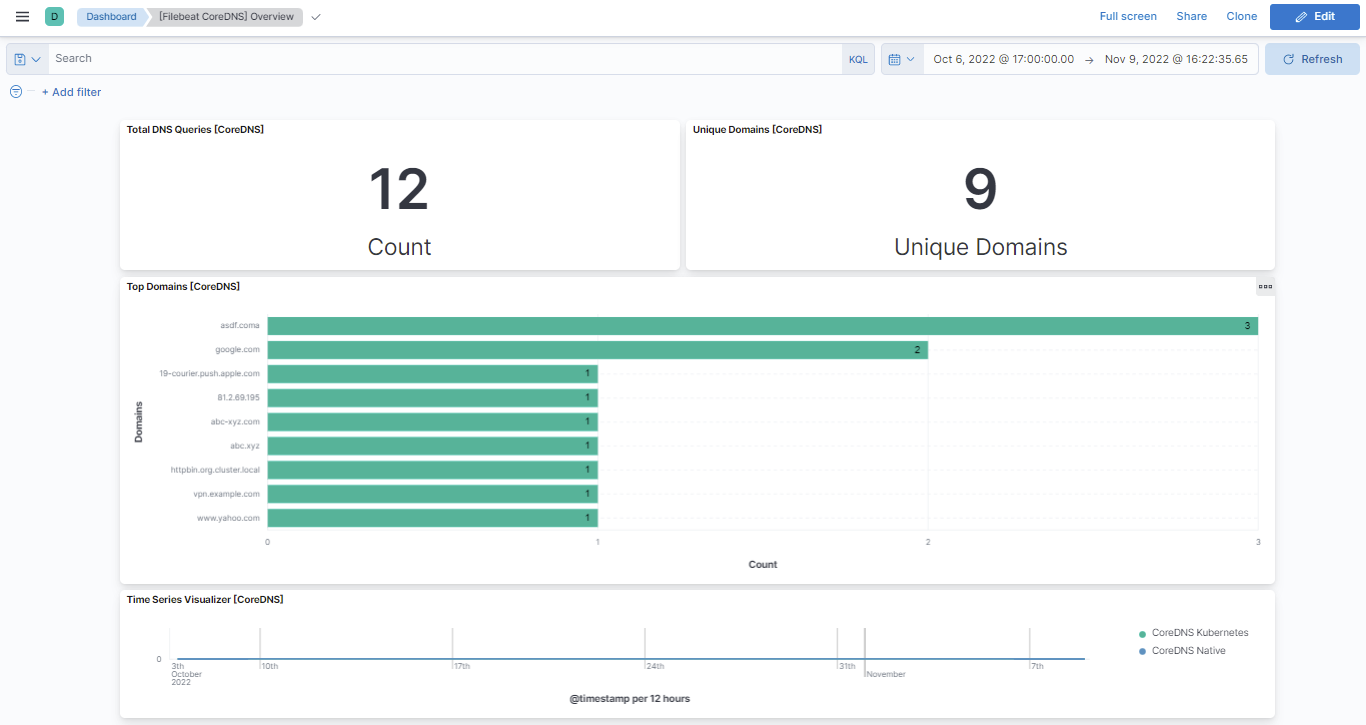 D Dashboard [Filebeat CoreDNS] Overview Full screen Share Clone Edit
Search KQL Oct 6, 2022 @ 17:00:00.00 → Nov 9, 2022 @ 16:22:35.65 Refresh
+ Add filter
Total DNS Queries [CoreDNS]
12
Count
Unique Domains [CoreDNS]
9
Unique Domains
Top Domains [CoreDNS]
Domains
asdf.coma 3
google.com 2
19-courier.push.apple.com 1
81.2.69.195 1
abc-xyz.com 1
abc.xyz 1
httpbin.org.cluster.local 1
vpn.example.com 1
www.yahoo.com 1
0 1 2 3
Count
Time Series Visualizer [CoreDNS]
CoreDNS Kubernetes
CoreDNS Native
0
3th 10th 17th 24th 31th 7th
October November
2022
@timestamp per 12 hours